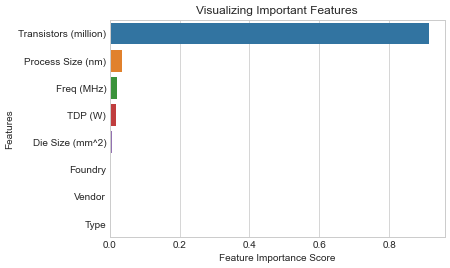 Visualizing Important Features
Transistors (million)
Process Size (nm)
Freq (MHz)
TDP (W)
Die Size (mm^2)
Foundry
Vendor
Type
Features
0.0 0.2 0.4 0.6 0.8
Feature Importance Score